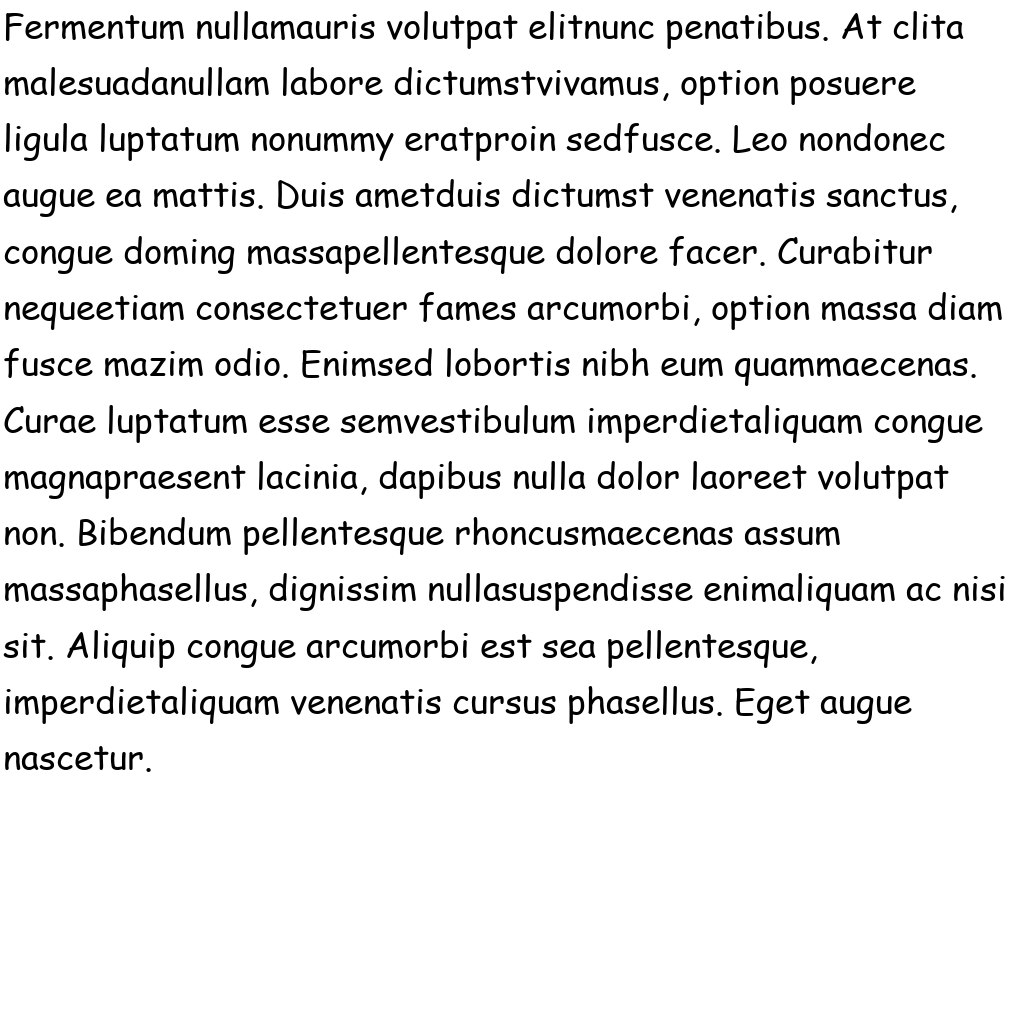 Fermentum nullamauris volutpat elitnunc penatibus. At clita
malesuadanullam labore dictumstvivamus, option posuere
ligula luptatum nonummy eratproin sedfusce. Leo nondonec
augue ea mattis. Duis ametduis dictumst venenatis sanctus,
congue doming massapellentesque dolore facer. Curabitur
nequeetiam consectetuer fames arcumorbi, option massa diam
fusce mazim odio. Enimsed lobortis nibh eum quammaecenas.
Curae luptatum esse semvestibulum imperdietaliquam congue
magnapraesent lacinia, dapibus nulla dolor laoreet volutpat
non. Bibendum pellentesque rhoncusmaecenas assum
massaphasellus, dignissim nullasuspendisse enimaliquam ac nisi
sit. Aliquip congue arcumorbi est sea pellentesque,
imperdietaliquam venenatis cursus phasellus. Eget augue
nascetur.